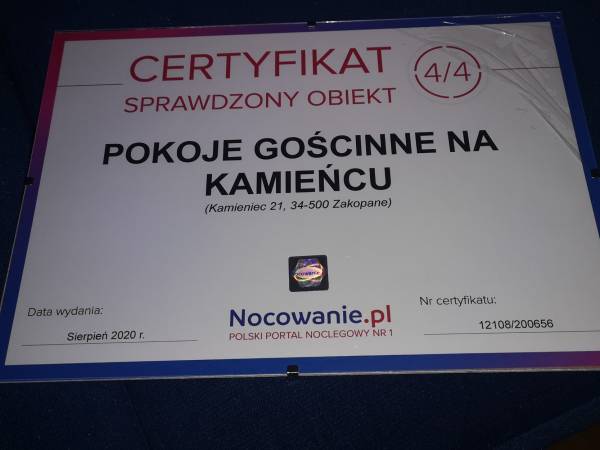 CERTYFIKAT
4/4
SPRAWDZONY OBIEKT
POKOJE GOŚCINNE NA
KAMIEŃCU
(Kamieniec 21, 34-500 Zakopane)
Nocowanie
Data wydania:
Sierpień 2020 r.
Nocowanie.pl
POLSKI PORTAL NOCLEGOWY NR 1
Nr certyfikatu:
12108/200656